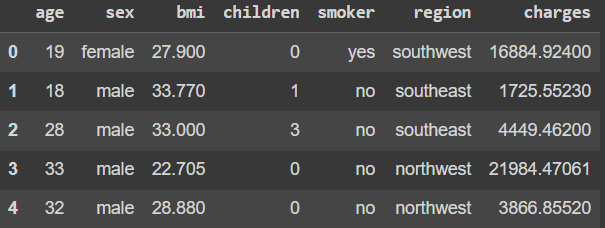 age sex bmi children smoker region charges
0 19 female 27.900 0 yes southwest 16884.92400
1 18 male 33.770 1 no southeast 1725.55230
2 28 male 33.000 3 no southeast 4449.46200
3 33 male 22.705 0 no northwest 21984.47061
4 32 male 28.880 0 no northwest 3866.85520